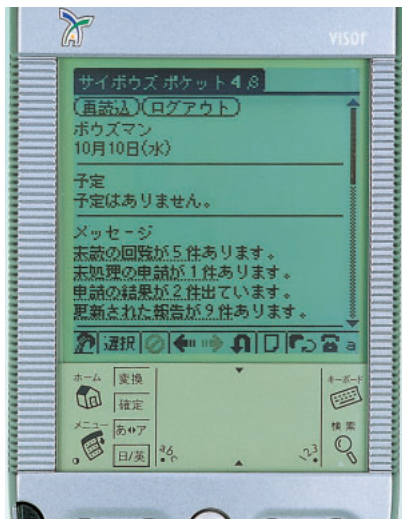 visor
サイボウズ ポケット4
再読込 ログアウト
ボウズマン
10月10日(水)
予定
予定はありません。
メッセージ
未読の回覧が5件あります。
未処理の申請が1件あります。
申請の結果が2件出ています。
更新された報告が9件あります。
選択 a
ホーム 変換 キーボード
確定
メニュー あ↔ア 検索
日/英 abc 123